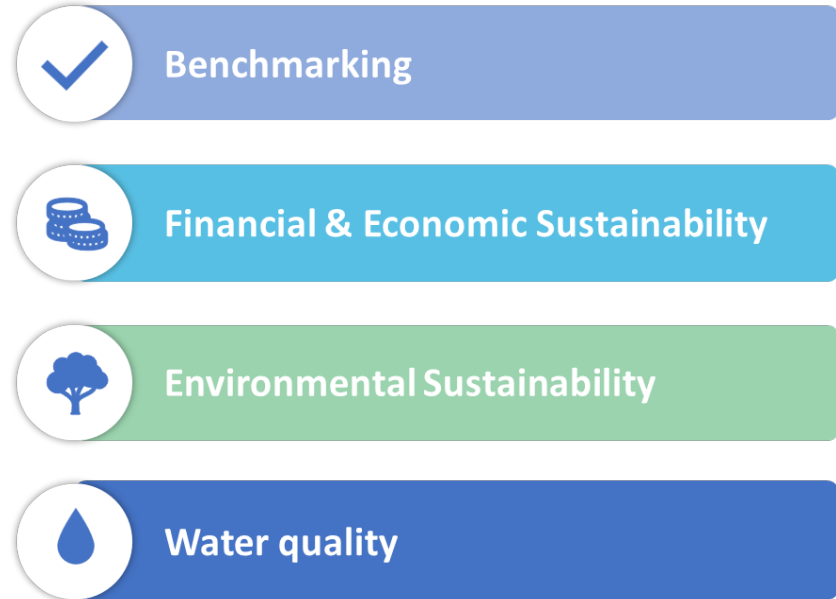 Benchmarking
Financial & Economic Sustainability
Environmental Sustainability
Water quality